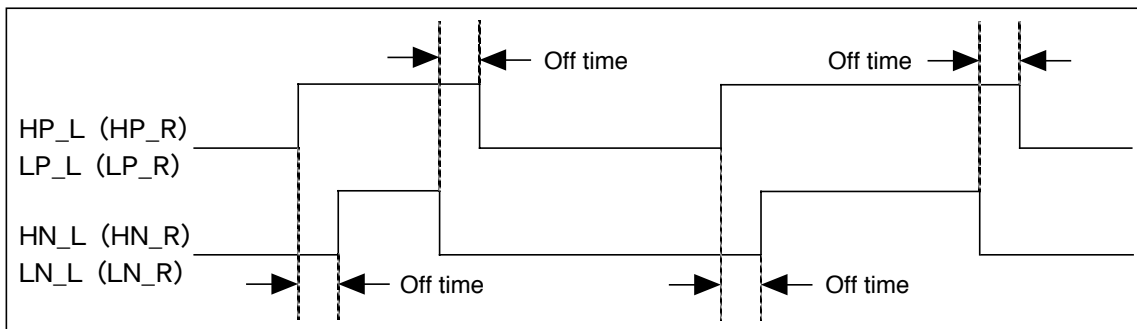 Off time
Off time
HP_L (HP_R)
LP_L (LP_R)
HN_L (HN_R)
LN_L (LN_R)
Off time
Off time